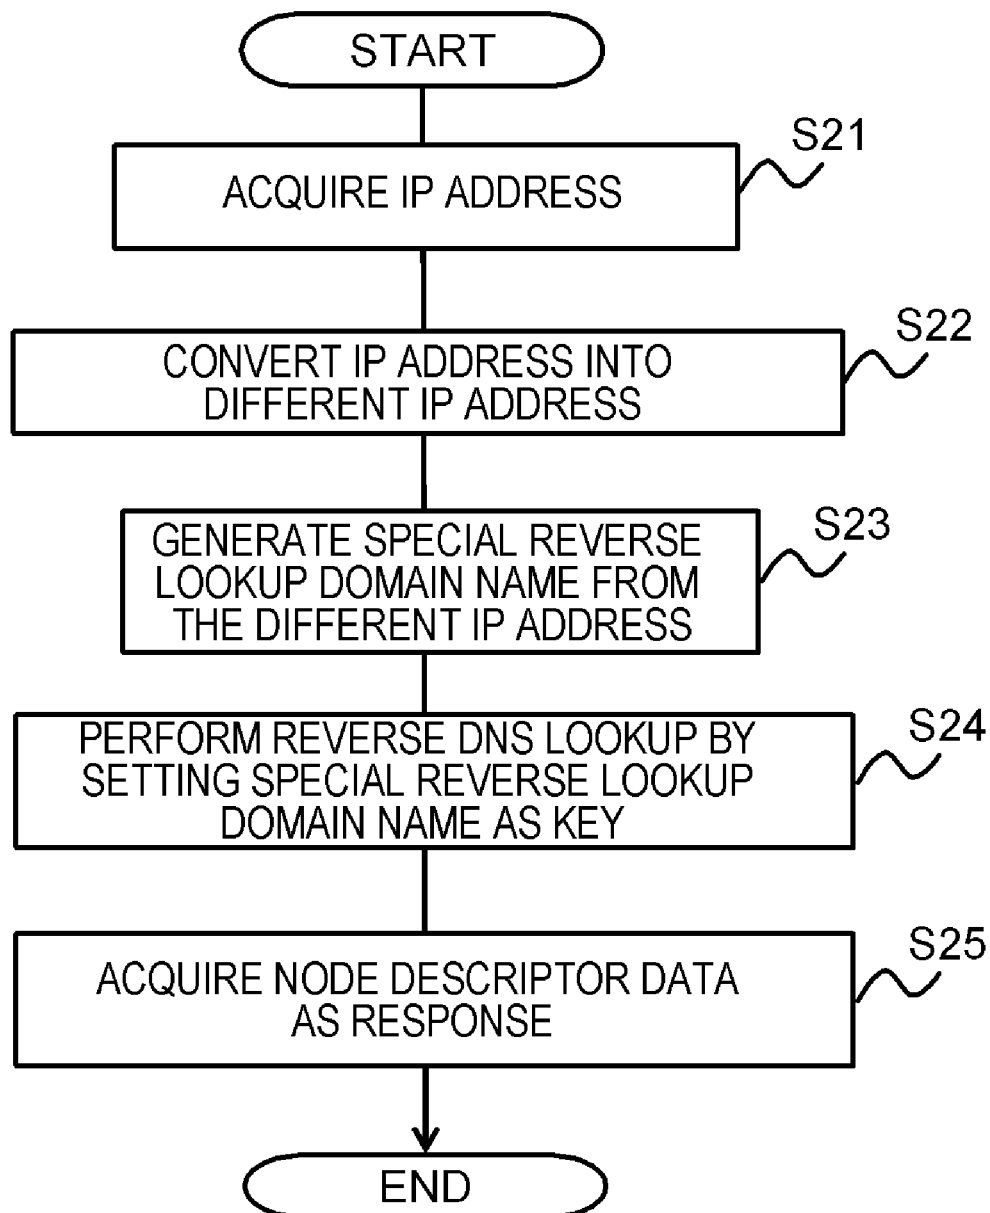 START
S21
ACQUIRE IP ADDRESS
S22
CONVERT IP ADDRESS INTO
DIFFERENT IP ADDRESS
S23
GENERATE SPECIAL REVERSE
LOOKUP DOMAIN NAME FROM
THE DIFFERENT IP ADDRESS
S24
PERFORM REVERSE DNS LOOKUP BY
SETTING SPECIAL REVERSE LOOKUP
DOMAIN NAME AS KEY
S25
ACQUIRE NODE DESCRIPTOR DATA
AS RESPONSE
END